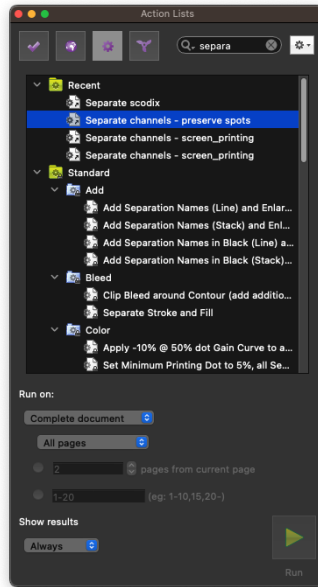 Action Lists
separa
Recent
Separate scodix
Separate channels - preserve spots
Separate channels - screen_printing
Separate channels - screen_printing
Standard
Add
Add Separation Names (Line) and Enlar...
Add Separation Names (Stack) and Enl...
Add Separation Names in Black (Line) a...
Add Separation Names in Black (Stack)...
Bleed
Clip Bleed around Contour (add additio...
Separate Stroke and Fill
Color
Apply -10% @ 50% dot Gain Curve to a...
Set Minimum Printing Dot to 5%, all Se...
Run on:
Complete document
All pages
2 pages from current page
1-20 (eg: 1-10,15,20-)
Show results
Always
Run